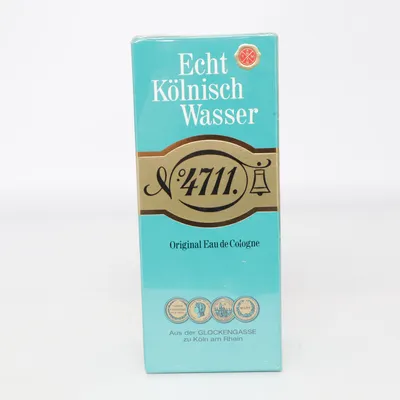 Echt
Kölnisch
Wasser
Nº 4711.
Original Eau de Cologne
Aus der GLOCKENGASSE
zu Köln am Rhein